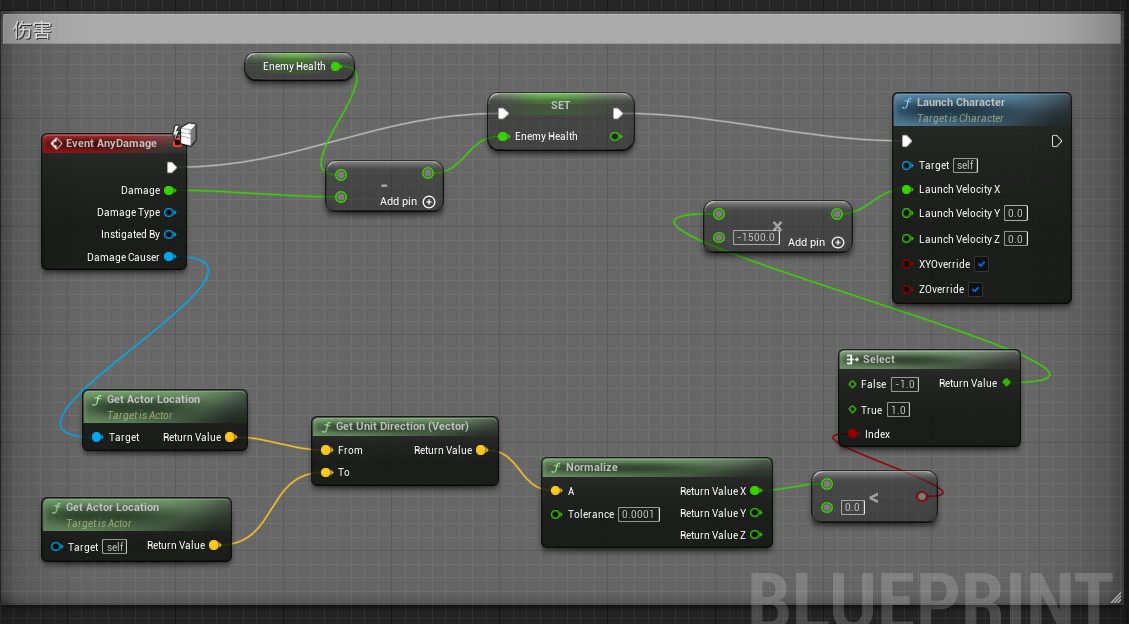 伤害
Enemy Health
Event AnyDamage
Damage
Damage Type
Instigated By
Damage Causer
-
Add pin
SET
Enemy Health
Launch Character
Target is Character
Target self
Launch Velocity X
Launch Velocity Y 0.0
Launch Velocity Z 0.0
XYOverride
ZOverride
×
-1500.0
Add pin
Select
False -1.0 Return Value
True 1.0
Index
Get Actor Location
Target is Actor
Target Return Value
Get Unit Direction (Vector)
From Return Value
To
Normalize
A Return Value X
Tolerance 0.0001 Return Value Y
Return Value Z
<
0.0
Get Actor Location
Target is Actor
Target self Return Value
BLUEPRINT